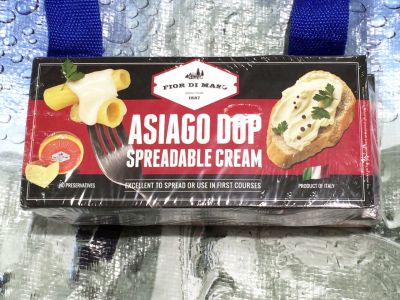 FIOR DI MASO
1887
ASIAGO DOP
SPREADABLE CREAM
NO PRESERVATIVES
EXCELLENT TO SPREAD OR USE IN FIRST COURSES
PRODUCT OF ITALY